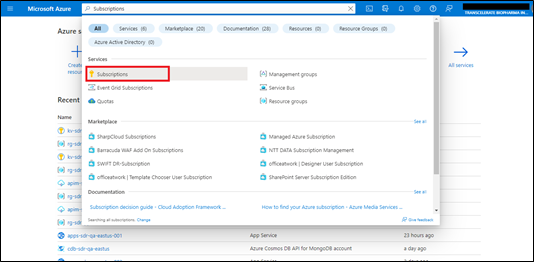 Microsoft Azure
Subscriptions
TRANSCELERATE BIOPHARMA IN...
All
Services (6)
Marketplace (20)
Documentation (28)
Resources (0)
Resource Groups (0)
Azure Active Directory (0)
Azure s
Services
Subscriptions
Management groups
Event Grid Subscriptions
Service Bus
Quotas
Resource groups
Create
resour
All services
Recent
Name
kv-sdr
rg-sdr
kv-sdr
rg-sdr
apim-
apim-
rg-sdr
rg-sdr
Marketplace
See all
SharpCloud Subscriptions
Managed Azure Subscription
Barracuda WAF Add On Subscriptions
NTT DATA Subscription Management
SWIFT DR-Subscription
officeatwork | Designer User Subscription
officeatwork | Template Chooser User Subscription
SharePoint Server Subscription Edition
Documentation
See all
Subscription decision guide - Cloud Adoption Framework ...
How to find your Azure subscription - Azure Media Services ...
Searching all subscriptions. Change
Give feedback
apps-sdr-qa-eastus-001
App Service
23 hours ago
cdb-sdr-qa-eastus
Azure Cosmos DB API for MongoDB account
a day ago